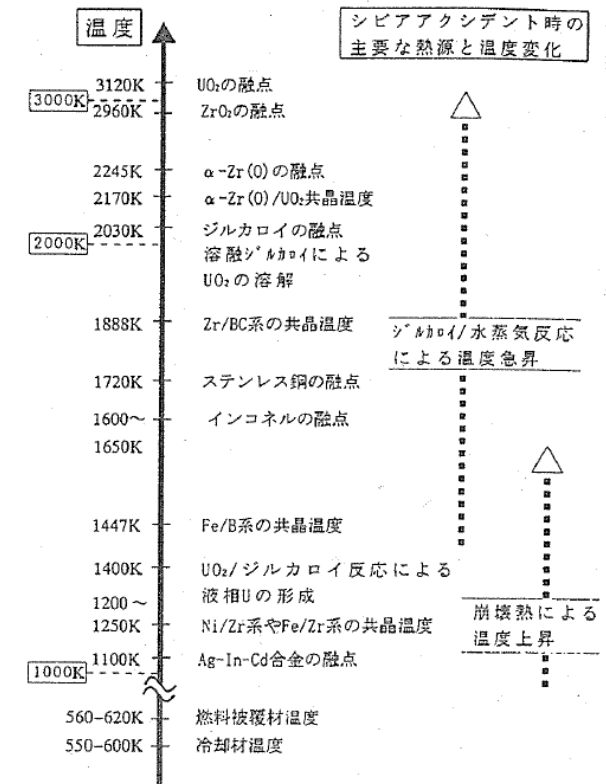 温度
シビアアクシデント時の
主要な熱源と温度変化
3120K UO₂の融点
3000K
2960K ZrO₂の融点
2245K α-Zr(O)の融点
2170K α-Zr(O)/UO₂共晶温度
2030K ジルカロイの融点
2000K
溶融ジルカロイによる
UO₂の溶解
1888K Zr/BC系の共晶温度
ジルカロイ/水蒸気反応
による温度急昇
1720K ステンレス鋼の融点
1600〜 インコネルの融点
1650K
1447K Fe/B系の共晶温度
1400K UO₂/ジルカロイ反応による
液相Uの形成
1200〜
1250K Ni/Zr系やFe/Zr系の共晶温度
崩壊熱による
温度上昇
1100K Ag-In-Cd合金の融点
1000K
560-620K 燃料被覆材温度
550-600K 冷却材温度